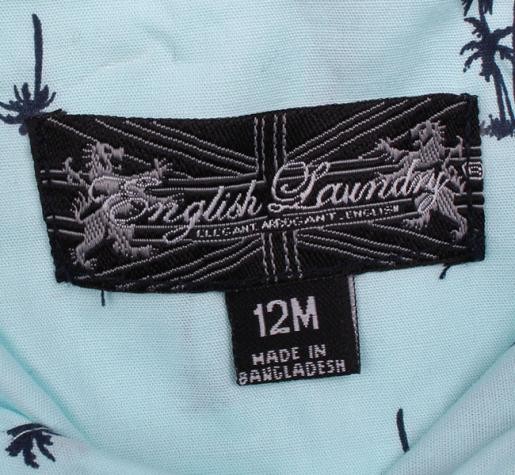 English Laundry
ELEGANT. ARROGANT. ENGLISH
12M
MADE IN
BANGLADESH